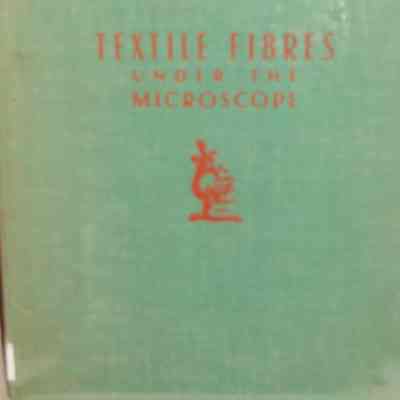 TEXTILE FIBRES
UNDER THE
MICROSCOPE